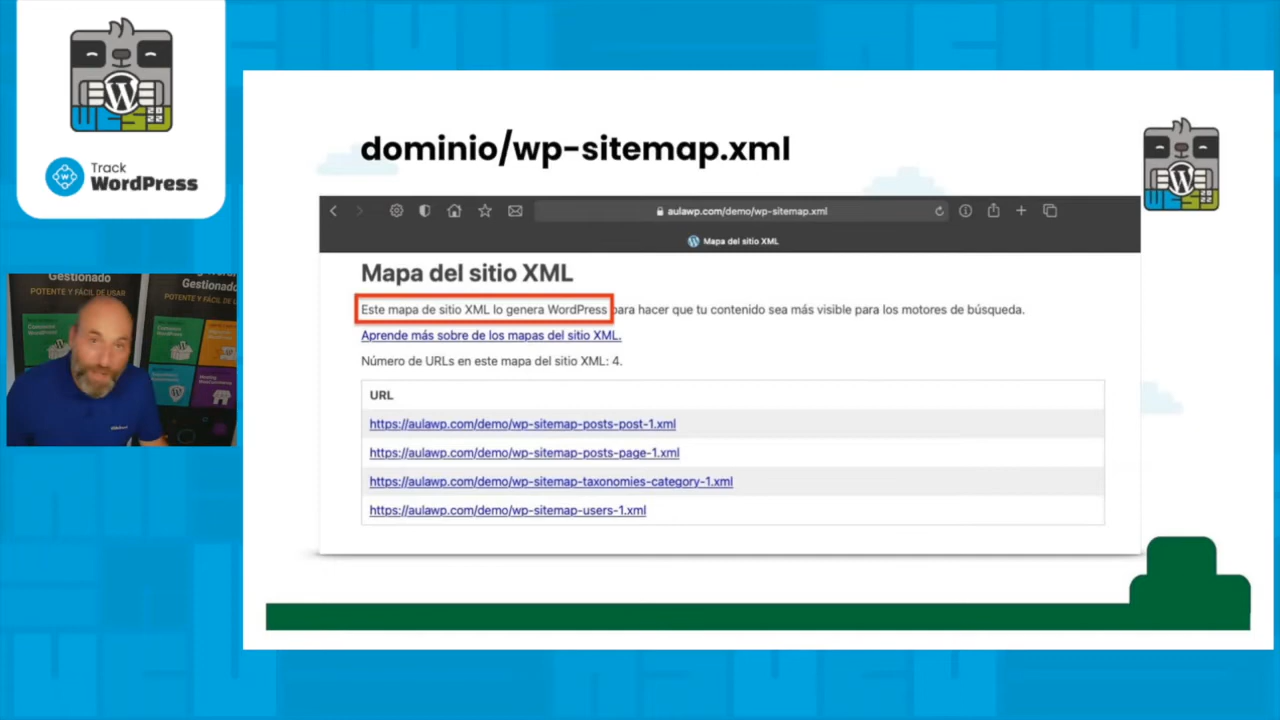 WESJ
2022
Track
WordPress
dominio/wp-sitemap.xml
aulawp.com/demo/wp-sitemap.xml
Mapa del sitio XML
Mapa del sitio XML
Este mapa de sitio XML lo genera WordPress para hacer que tu contenido sea más visible para los motores de búsqueda.
Aprende más sobre de los mapas del sitio XML.
Número de URLs en este mapa del sitio XML: 4.
URL
https://aulawp.com/demo/wp-sitemap-posts-post-1.xml
https://aulawp.com/demo/wp-sitemap-posts-page-1.xml
https://aulawp.com/demo/wp-sitemap-taxonomies-category-1.xml
https://aulawp.com/demo/wp-sitemap-users-1.xml
Gestionado
POTENTE Y FÁCIL DE USAR
Gestionado
POTENTE Y FÁCIL